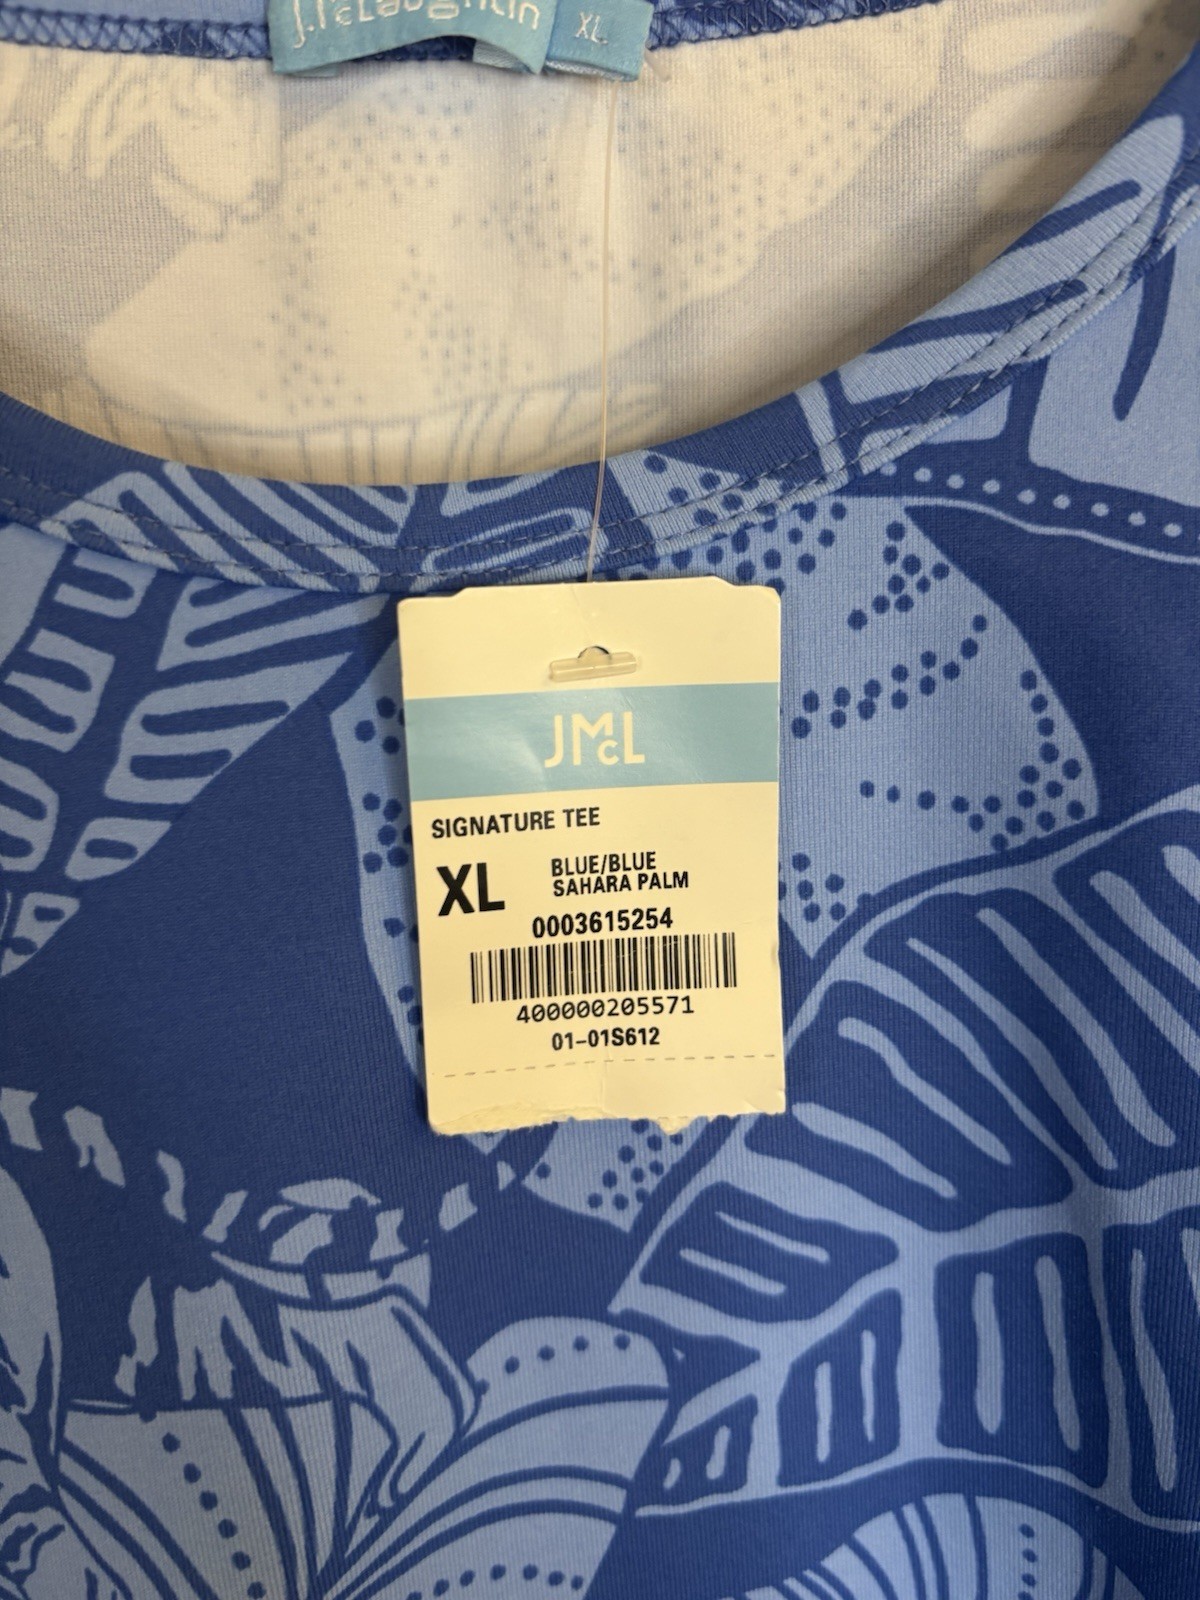 J.McLaughlin
XL
JMcL
SIGNATURE TEE
XL
BLUE/BLUE
SAHARA PALM
0003615254
400000205571
01-01S612